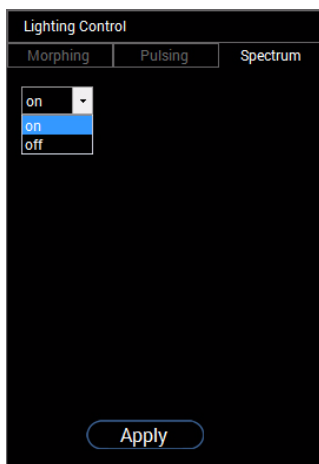 Lighting Control
Morphing Pulsing Spectrum
on
on
off
Apply